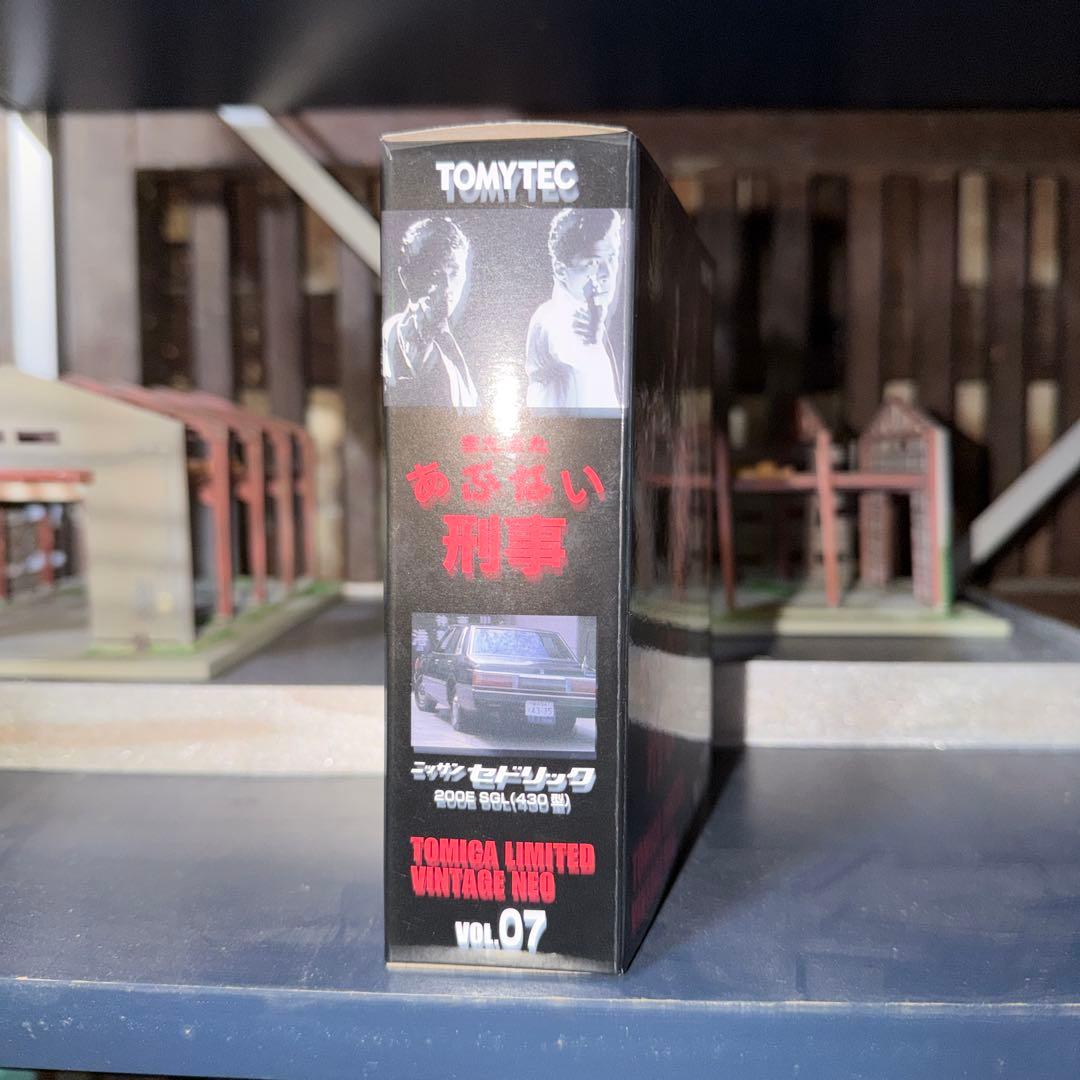 TOMYTEC
あぶない
刑事
ニッサン セドリック
200E SGL(430型)
TOMICA LIMITED
VINTAGE NEO
VOL.07